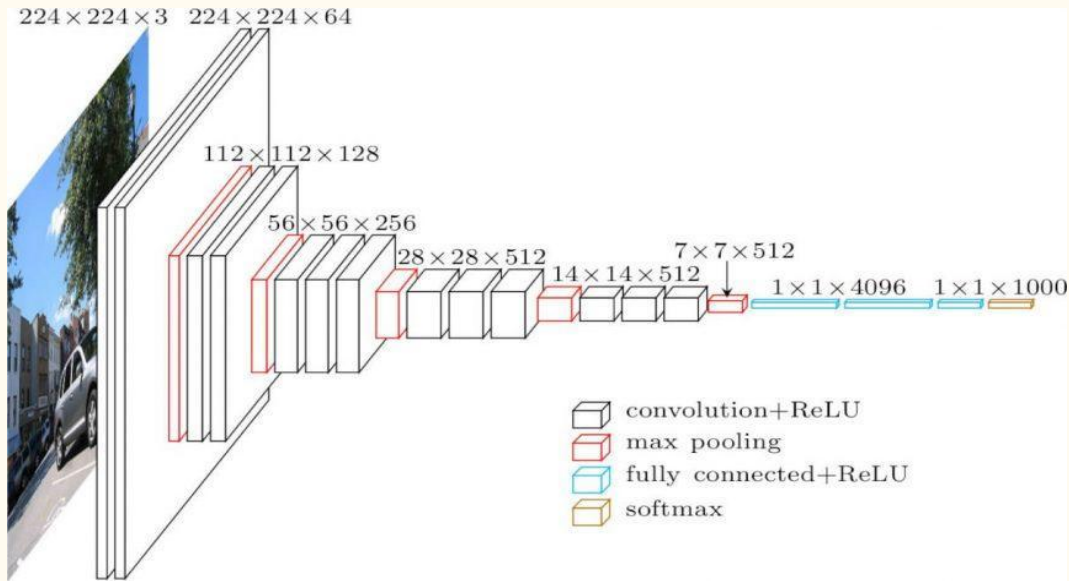 224×224×3
224×224×64
112×112×128
56×56×256
28×28×512
14×14×512
7×7×512
1×1×4096
1×1×1000
convolution+ReLU
max pooling
fully connected+ReLU
softmax